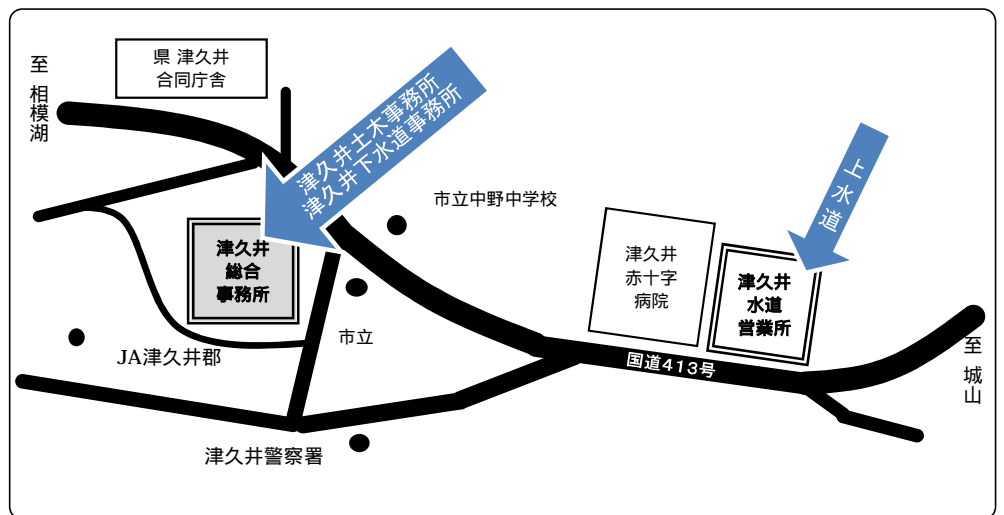 県 津久井
合同庁舎
至 相模湖
津久井土木事務所
津久井下水道事務所
上水道
市立中野中学校
津久井
赤十字
病院
津久井
水道
営業所
津久井
総合
事務所
市立
JA津久井郡
国道413号
至 城山
津久井警察署